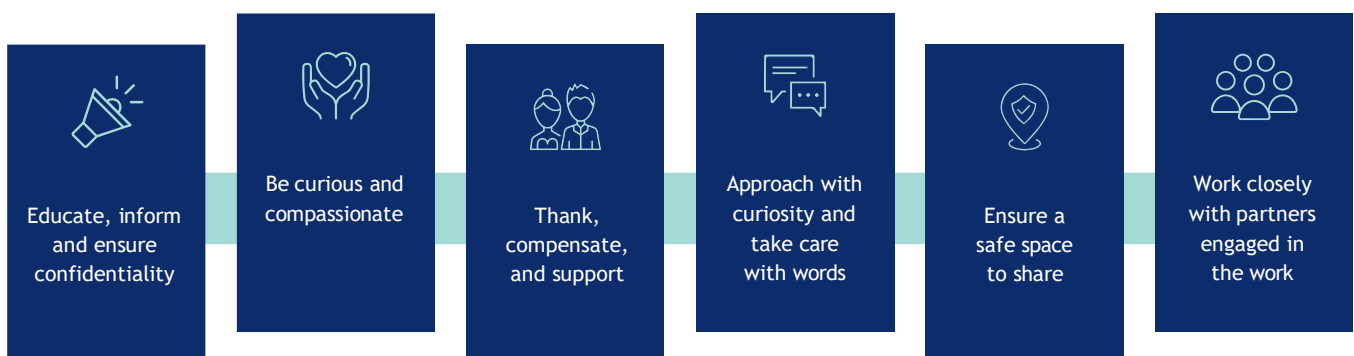 Educate, inform
and ensure
confidentiality
Be curious and
compassionate
Thank,
compensate,
and support
Approach with
curiosity and
take care
with words
Ensure a
safe space
to share
Work closely
with partners
engaged in
the work